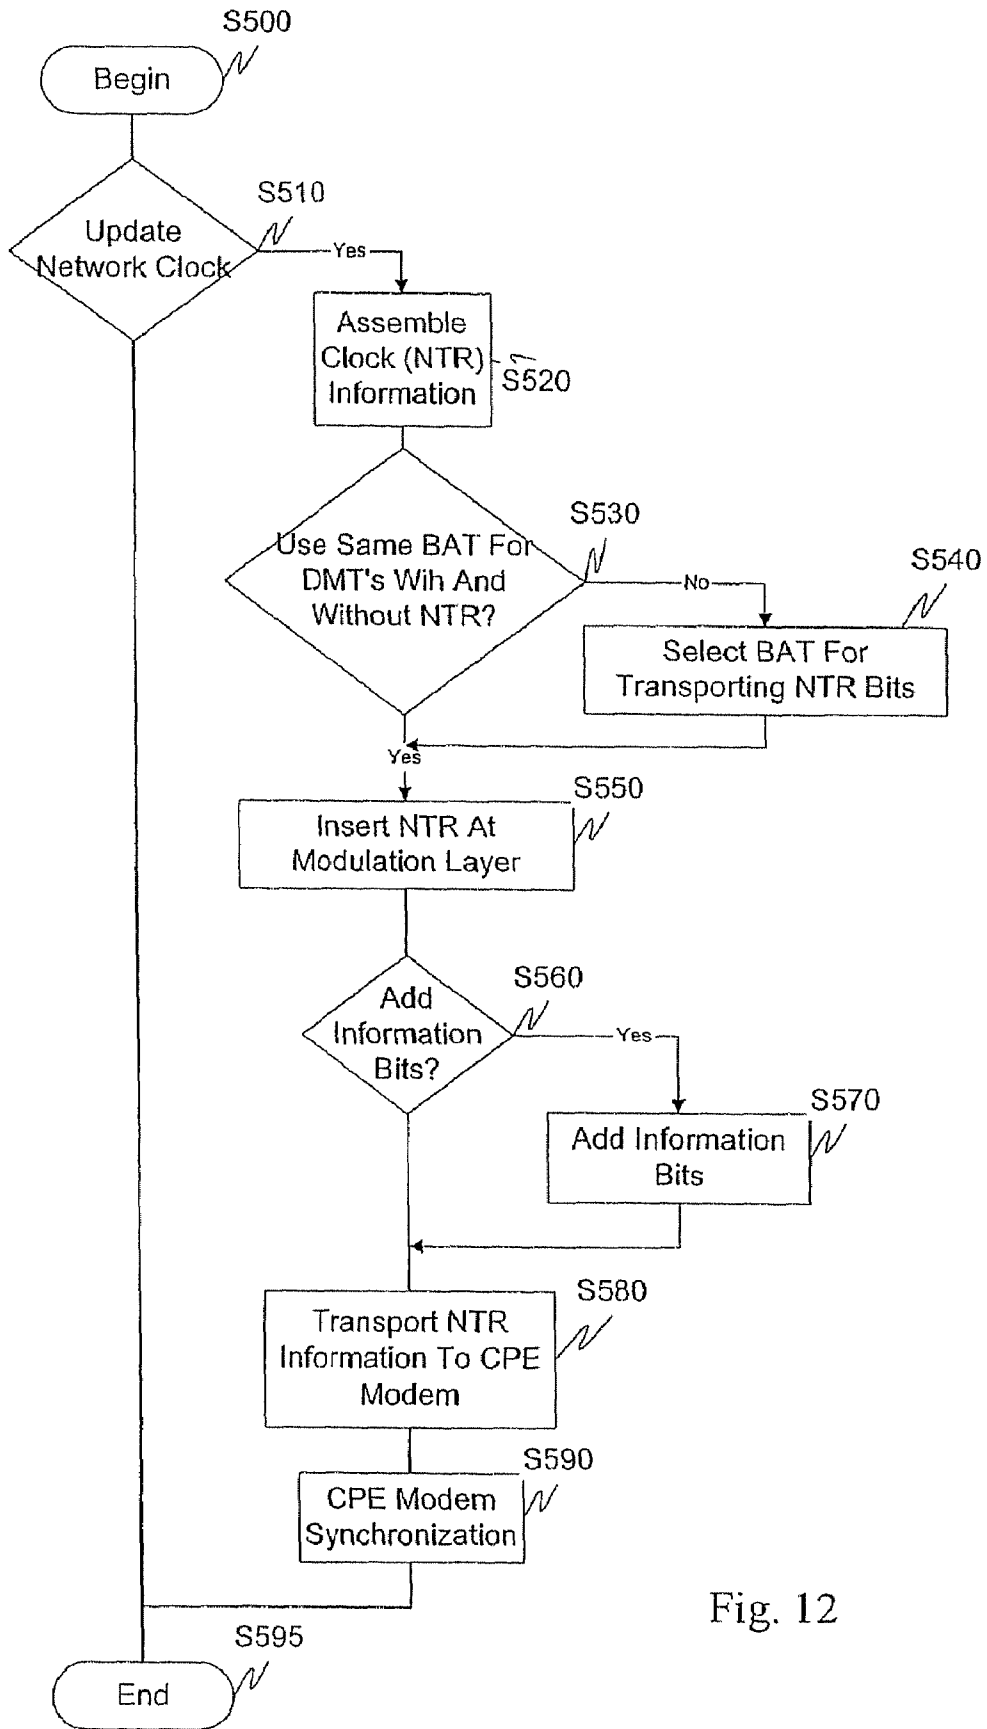 S500
Begin
S510
Update
Network Clock
Yes
Assemble
Clock (NTR)
Information
S520
S530
Use Same BAT For
DMT's Wih And
Without NTR?
No
S540
Select BAT For
Transporting NTR Bits
Yes
S550
Insert NTR At
Modulation Layer
S560
Add
Information
Bits?
Yes
S570
Add Information
Bits
S580
Transport NTR
Information To CPE
Modem
S590
CPE Modem
Synchronization
Fig. 12
S595
End